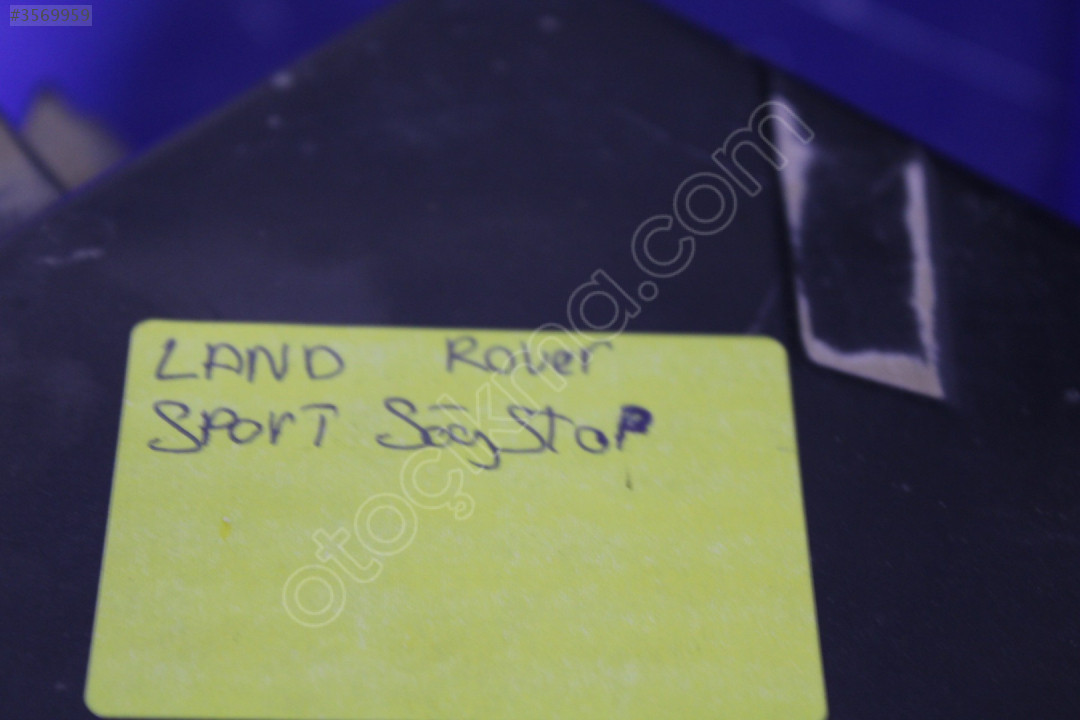 #3569959
LAND Rover
SPORT Sağ Stop
otoçıkma.com